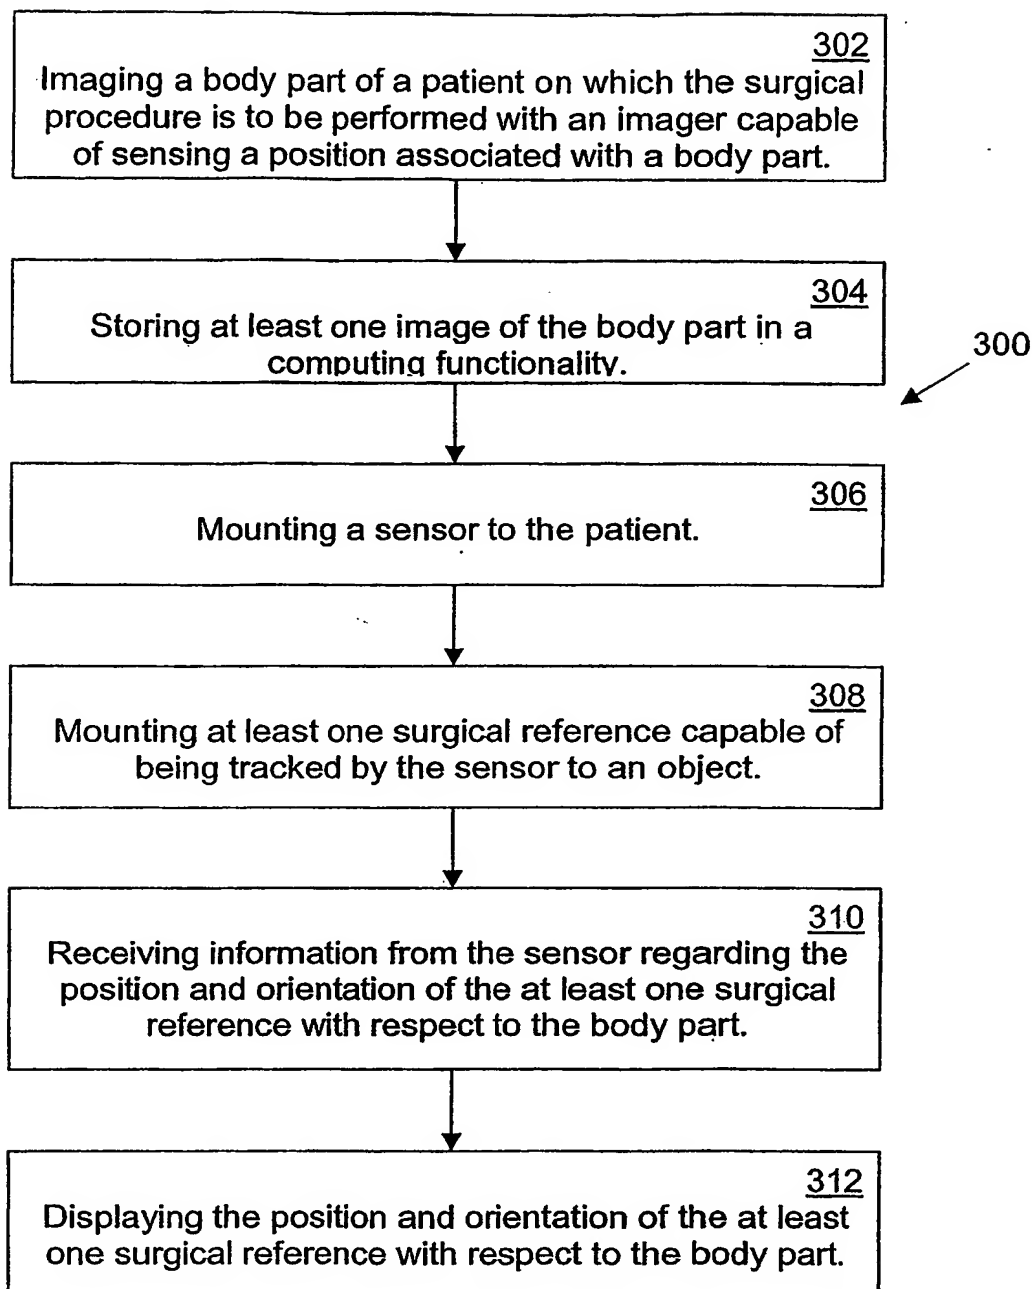 302
Imaging a body part of a patient on which the surgical
procedure is to be performed with an imager capable
of sensing a position associated with a body part.
304
Storing at least one image of the body part in a
computing functionality.
300
306
Mounting a sensor to the patient.
308
Mounting at least one surgical reference capable of
being tracked by the sensor to an object.
310
Receiving information from the sensor regarding the
position and orientation of the at least one surgical
reference with respect to the body part.
312
Displaying the position and orientation of the at least
one surgical reference with respect to the body part.